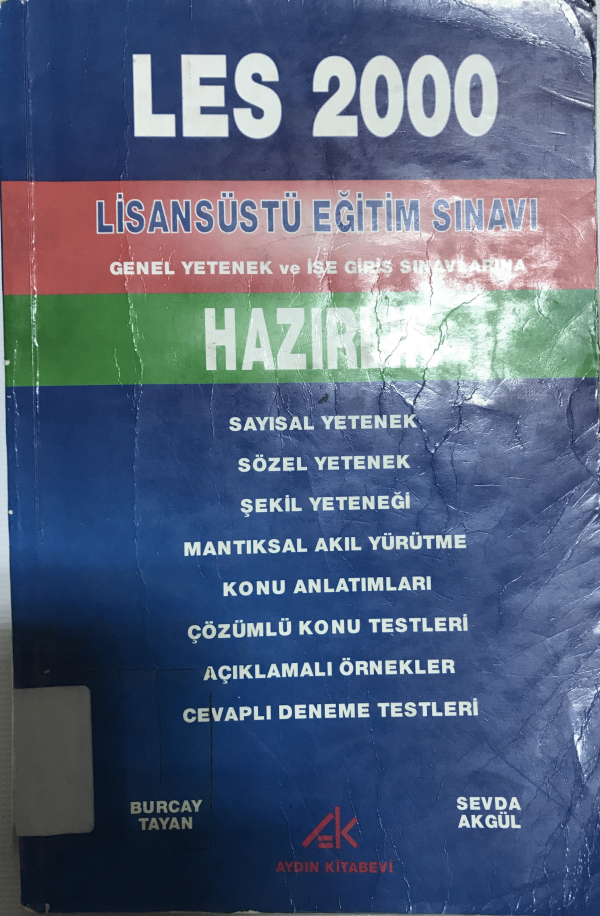 LES 2000
LİSANSÜSTÜ EĞİTİM SINAVI
GENEL YETENEK ve İŞE GİRİŞ SINAVLARINA
HAZIRLIK
SAYISAL YETENEK
SÖZEL YETENEK
ŞEKİL YETENEĞİ
MANTIKSAL AKIL YÜRÜTME
KONU ANLATIMLARI
ÇÖZÜMLÜ KONU TESTLERİ
AÇIKLAMALI ÖRNEKLER
CEVAPLI DENEME TESTLERİ
BURCAY
TAYAN
SEVDA
AKGÜL
AYDIN KİTABEVİ